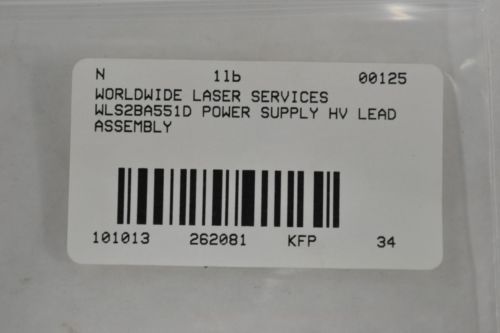 N 1lb 00125
WORLDWIDE LASER SERVICES
WLS2BA551D POWER SUPPLY HV LEAD
ASSEMBLY
101013 262081 KFP 34